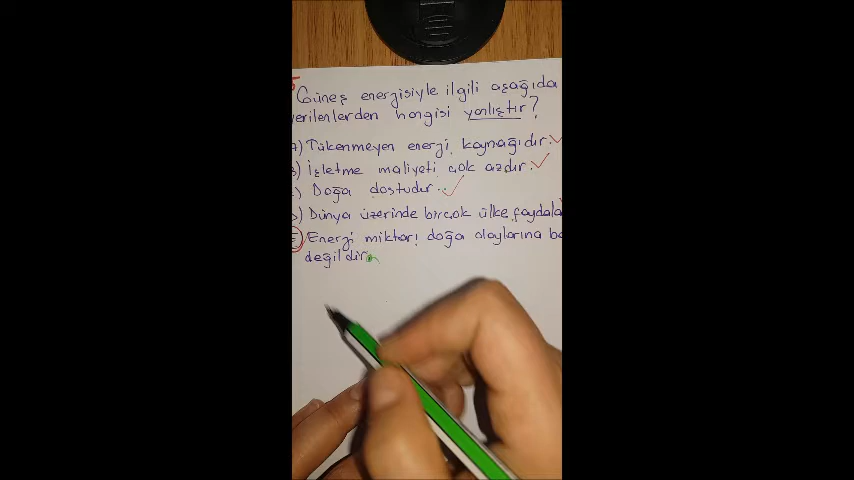 Güneş energisiyle ilgili aşağıda
verilenlerden hangisi yanlıştır?
A) Tükenmeyen energi kaynağıdır.
B) İşletme maliyeti çok azdır.
C) Doğa dostudur.
D) Dünya üzerinde birçok ülke faydala
E) Energi miktarı doğa olaylarına ba
değildir.